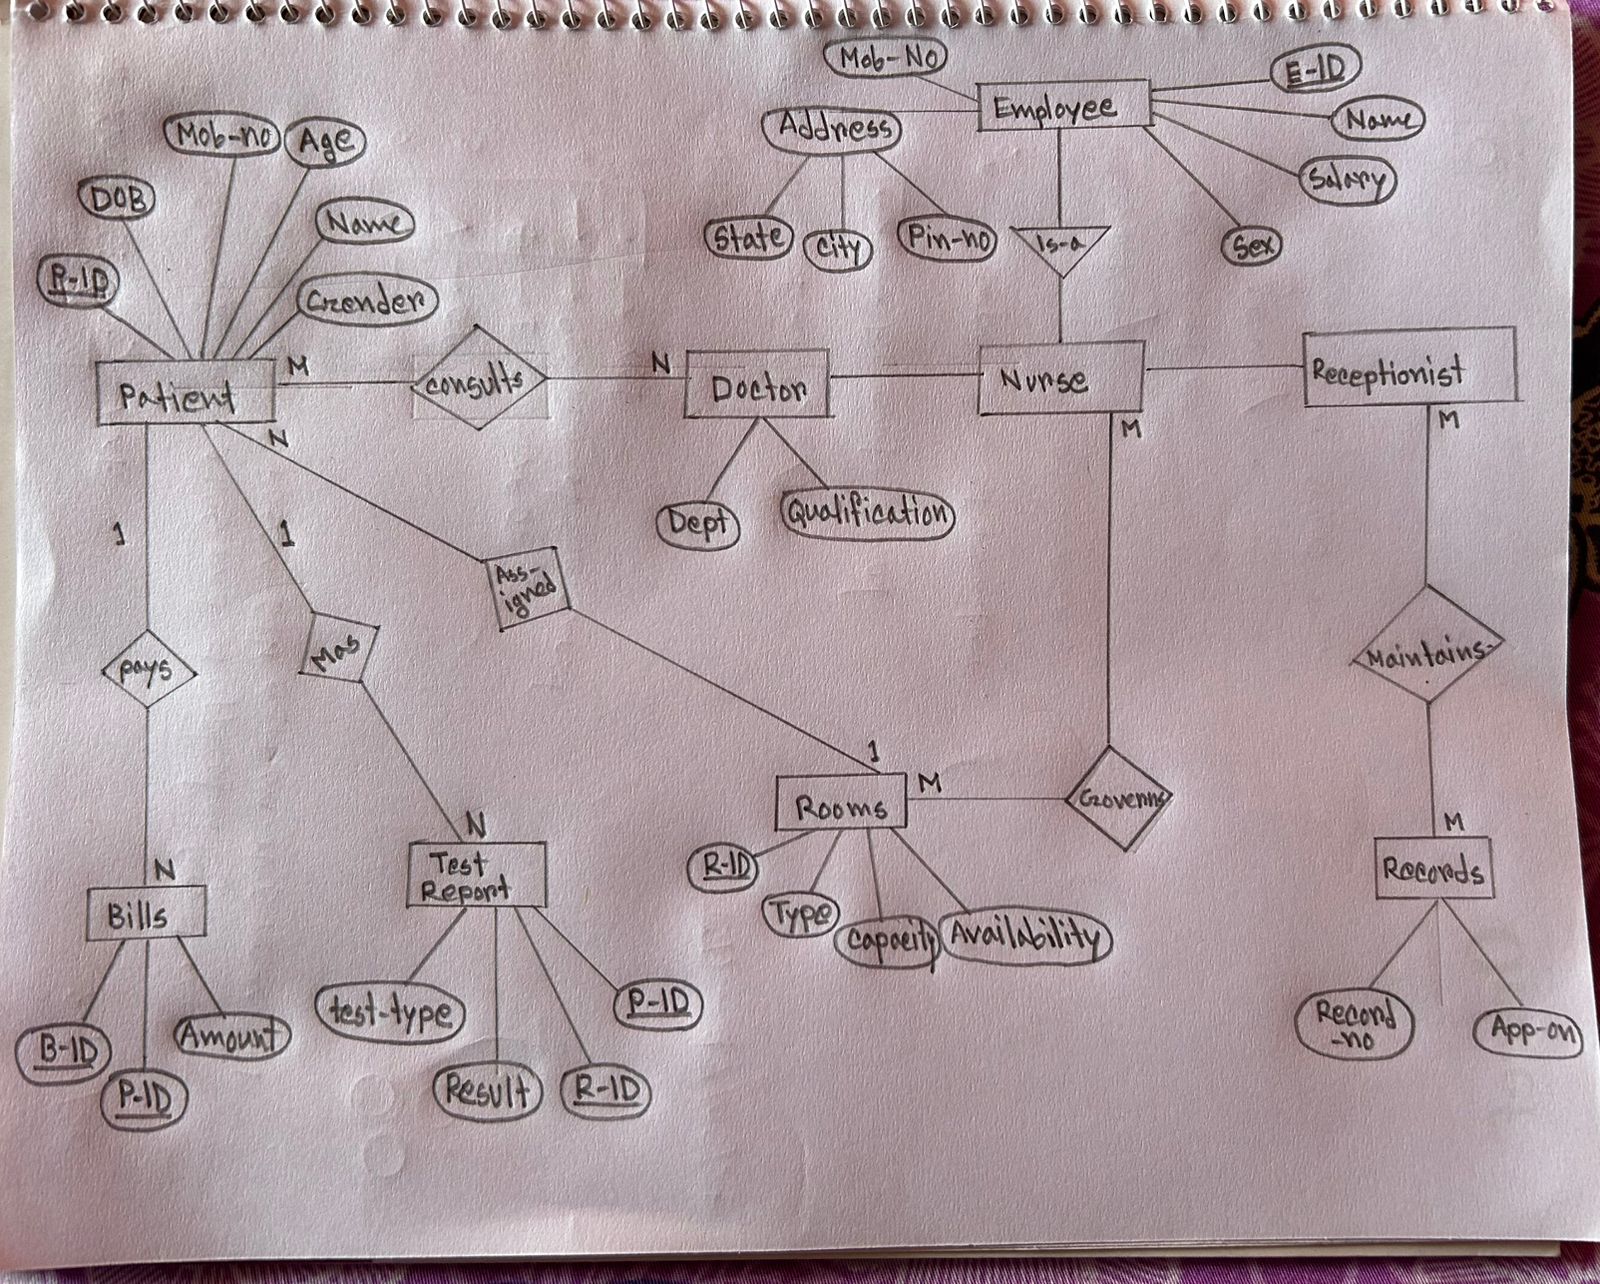 Mob-No
E-ID
Employee
Name
Address
Mob-no
Age
Salary
DOB
Name
State
City
Pin-no
Is-a
Sex
P-ID
Gender
Patient
M
consults
N
Doctor
Nurse
Receptionist
N
M
M
Dept
Qualification
1
1
Ass-
igned
pays
Has
Maintains
1
M
Rooms
Governs
N
M
Test
Report
R-ID
Records
N
Bills
Type
Capacity
Availability
test-type
P-ID
Record
-no
App-on
B-ID
Amount
P-ID
Result
R-ID